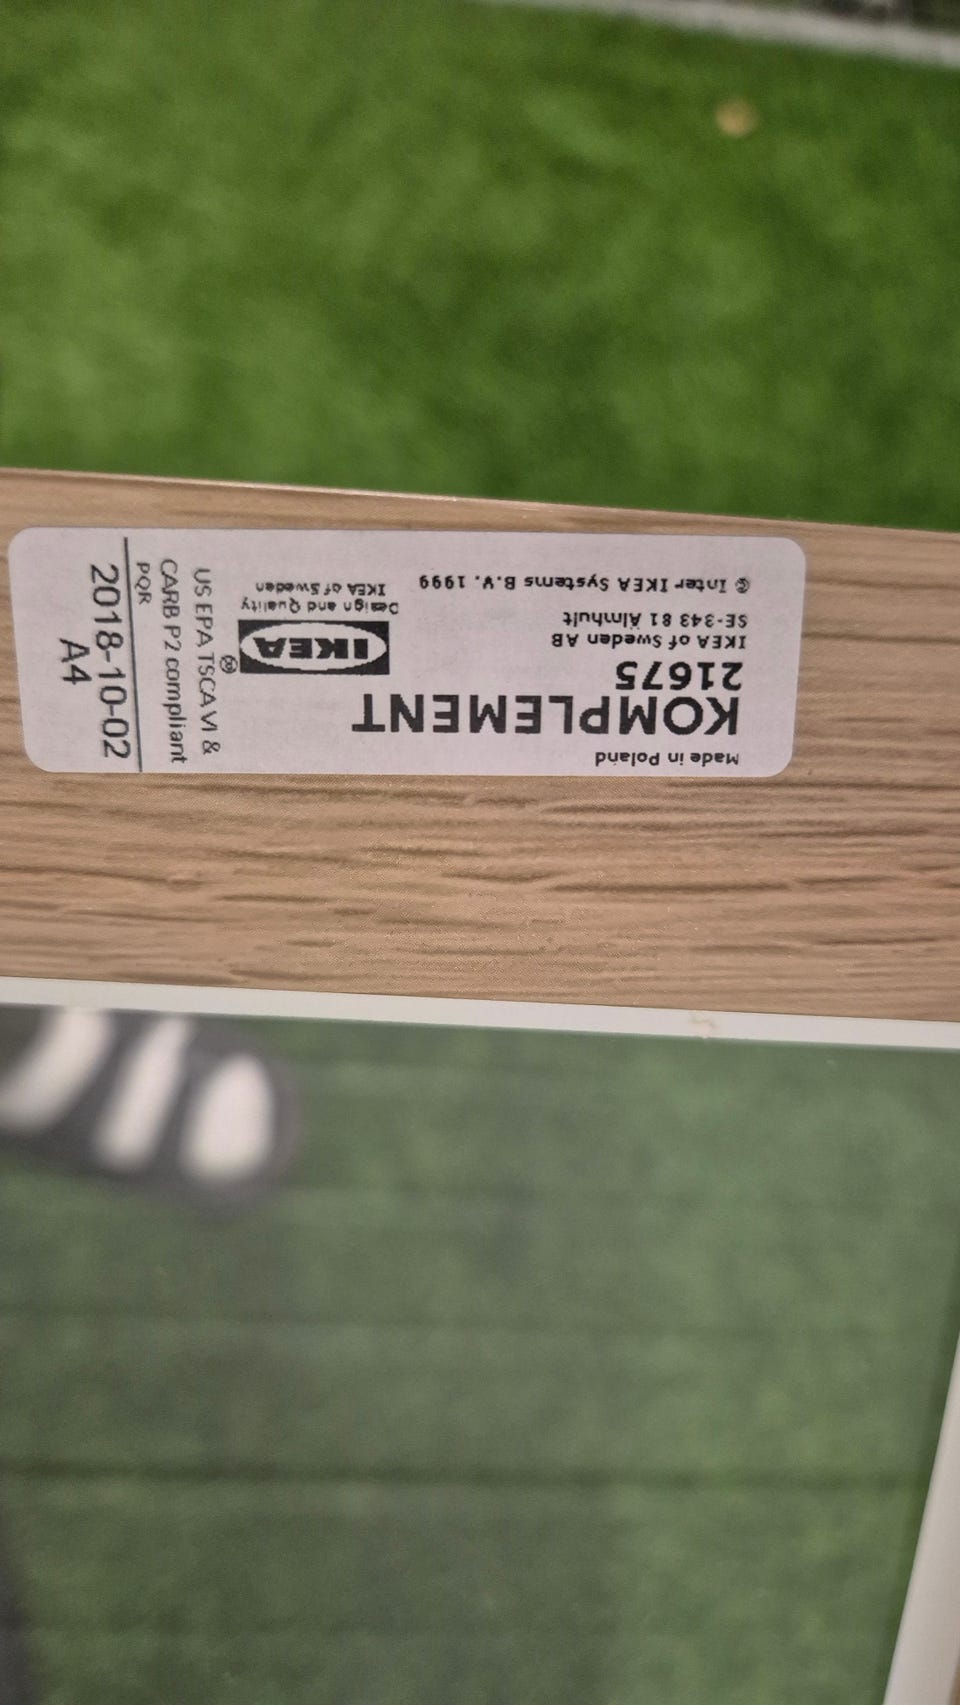 Made in Poland
KOMPLEMENT
21675
IKEA of Sweden AB
SE-343 81 Älmhult
© Inter IKEA Systems B.V. 1999
IKEA
®
Design and Quality
IKEA of Sweden
US EPA TSCA VI &
CARB P2 compliant
PQR
2018-10-02
A4